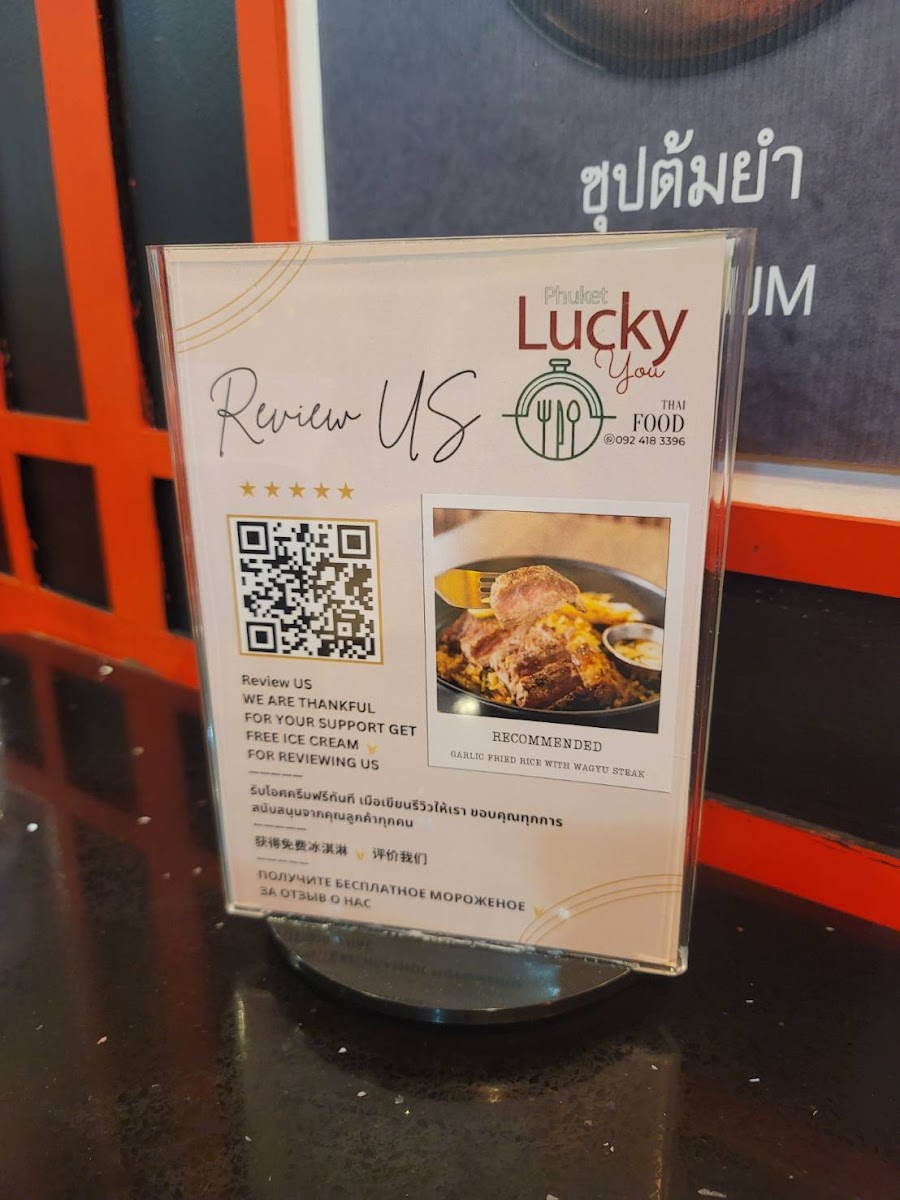 ซุปต้มยำ
UM
Phuket
Lucky
You
THAI
FOOD
092 418 3396
Review US
Review US
WE ARE THANKFUL
FOR YOUR SUPPORT GET
FREE ICE CREAM
FOR REVIEWING US
-----
รับไอศครีมฟรีทันที เมื่อเขียนรีวิวให้เรา ขอบคุณทุกการ
สนับสนุนจากคุณลูกค้าทุกคน
-----
获得免费冰淇淋 评价我们
-----
ПОЛУЧИТЕ БЕСПЛАТНОЕ МОРОЖЕНОЕ
ЗА ОТЗЫВ О НАС
RECOMMENDED
GARLIC FRIED RICE WITH WAGYU STEAK